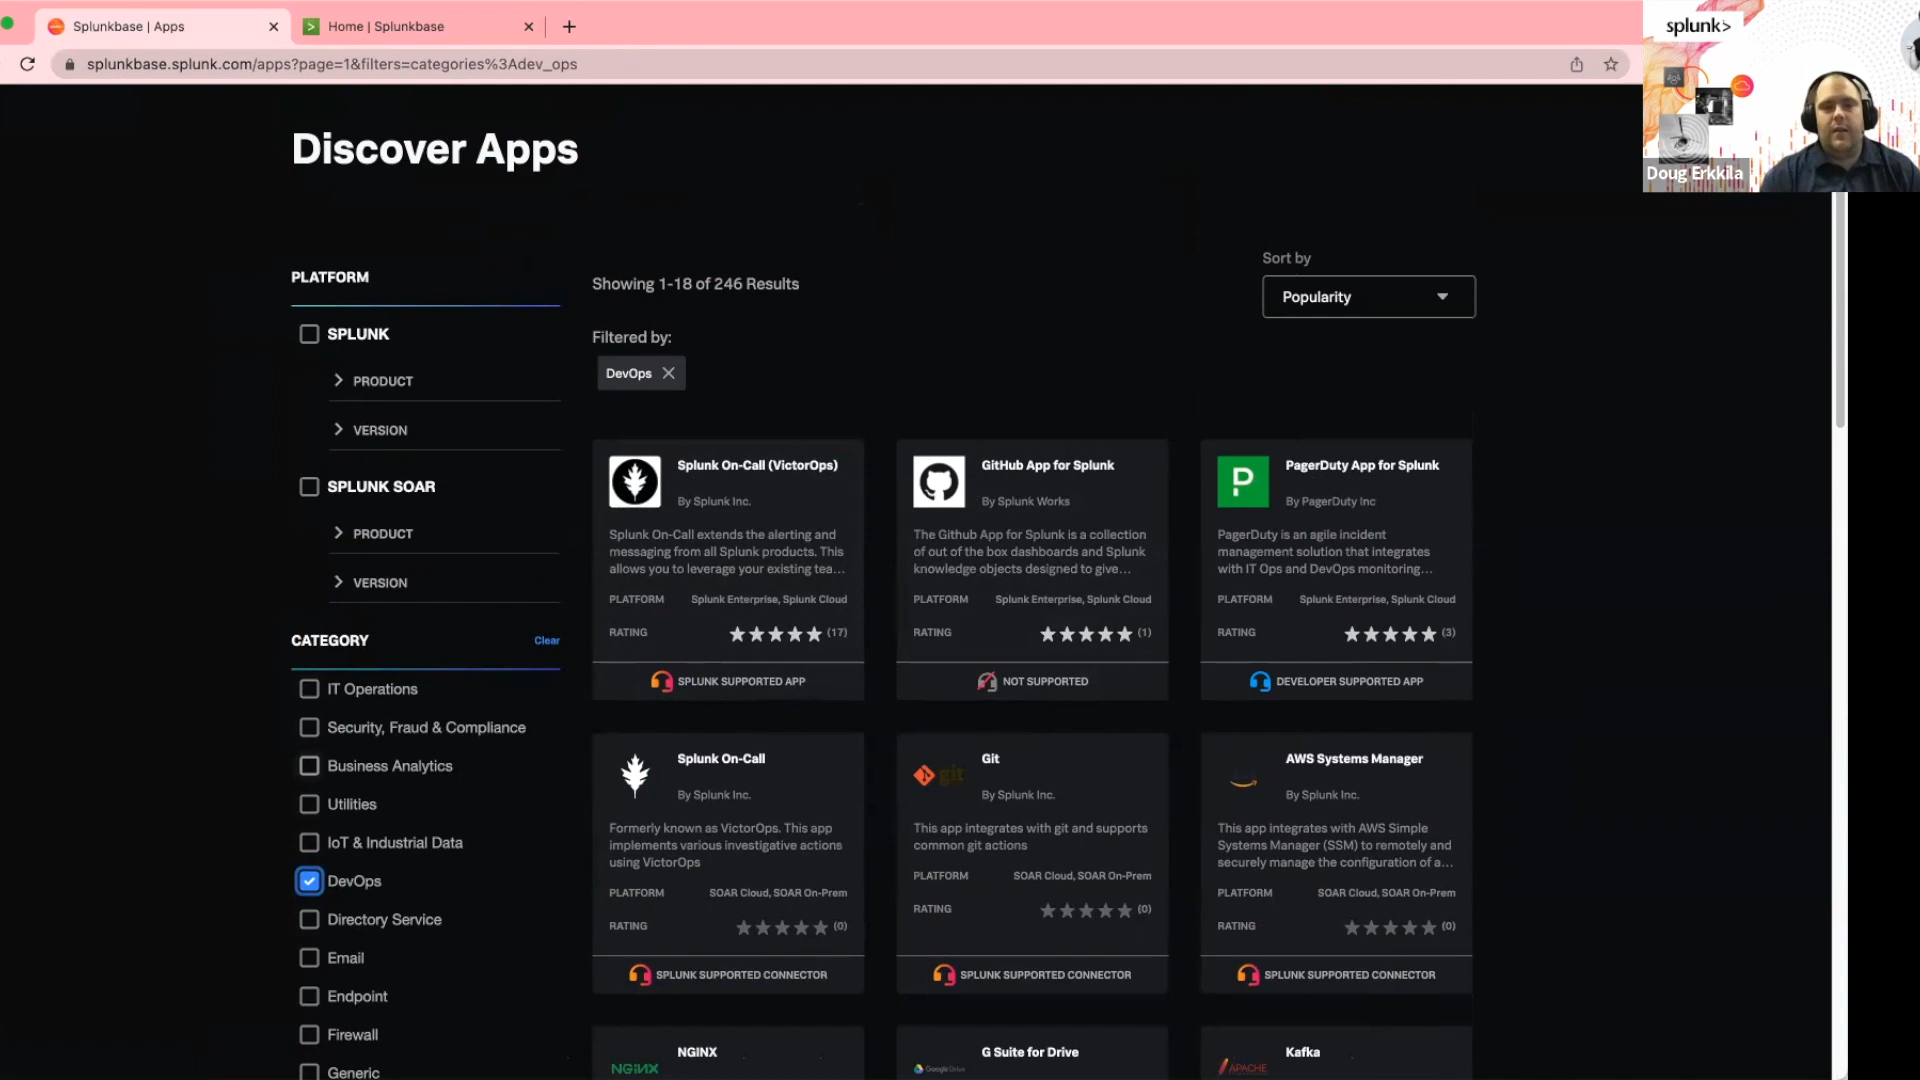 Splunkbase | Apps
Home | Splunkbase
splunkbase.splunk.com/apps?page=1&filters=categories%3Adev_ops
splunk>
Doug Erkkila
Discover Apps
PLATFORM
SPLUNK
PRODUCT
VERSION
SPLUNK SOAR
PRODUCT
VERSION
CATEGORY
Clear
IT Operations
Security, Fraud & Compliance
Business Analytics
Utilities
IoT & Industrial Data
DevOps
Directory Service
Email
Endpoint
Firewall
Generic
Showing 1-18 of 246 Results
Sort by
Popularity
Filtered by:
DevOps
Splunk On-Call (VictorOps)
By Splunk Inc.
Splunk On-Call extends the alerting and
messaging from all Splunk products. This
allows you to leverage your existing tea...
PLATFORM Splunk Enterprise, Splunk Cloud
RATING (17)
SPLUNK SUPPORTED APP
GitHub App for Splunk
By Splunk Works
The Github App for Splunk is a collection
of out of the box dashboards and Splunk
knowledge objects designed to give...
PLATFORM Splunk Enterprise, Splunk Cloud
RATING (1)
NOT SUPPORTED
P
PagerDuty App for Splunk
By PagerDuty Inc
PagerDuty is an agile incident
management solution that integrates
with IT Ops and DevOps monitoring...
PLATFORM Splunk Enterprise, Splunk Cloud
RATING (3)
DEVELOPER SUPPORTED APP
Splunk On-Call
By Splunk Inc.
Formerly known as VictorOps. This app
implements various investigative actions
using VictorOps
PLATFORM SOAR Cloud, SOAR On-Prem
RATING (0)
SPLUNK SUPPORTED CONNECTOR
git
Git
By Splunk Inc.
This app integrates with git and supports
common git actions
PLATFORM SOAR Cloud, SOAR On-Prem
RATING (0)
SPLUNK SUPPORTED CONNECTOR
AWS Systems Manager
By Splunk Inc.
This app integrates with AWS Simple
Systems Manager (SSM) to remotely and
securely manage the configuration of a...
PLATFORM SOAR Cloud, SOAR On-Prem
RATING (0)
SPLUNK SUPPORTED CONNECTOR
NGINX
NGINX
G Suite for Drive
Google Drive
Kafka
APACHE